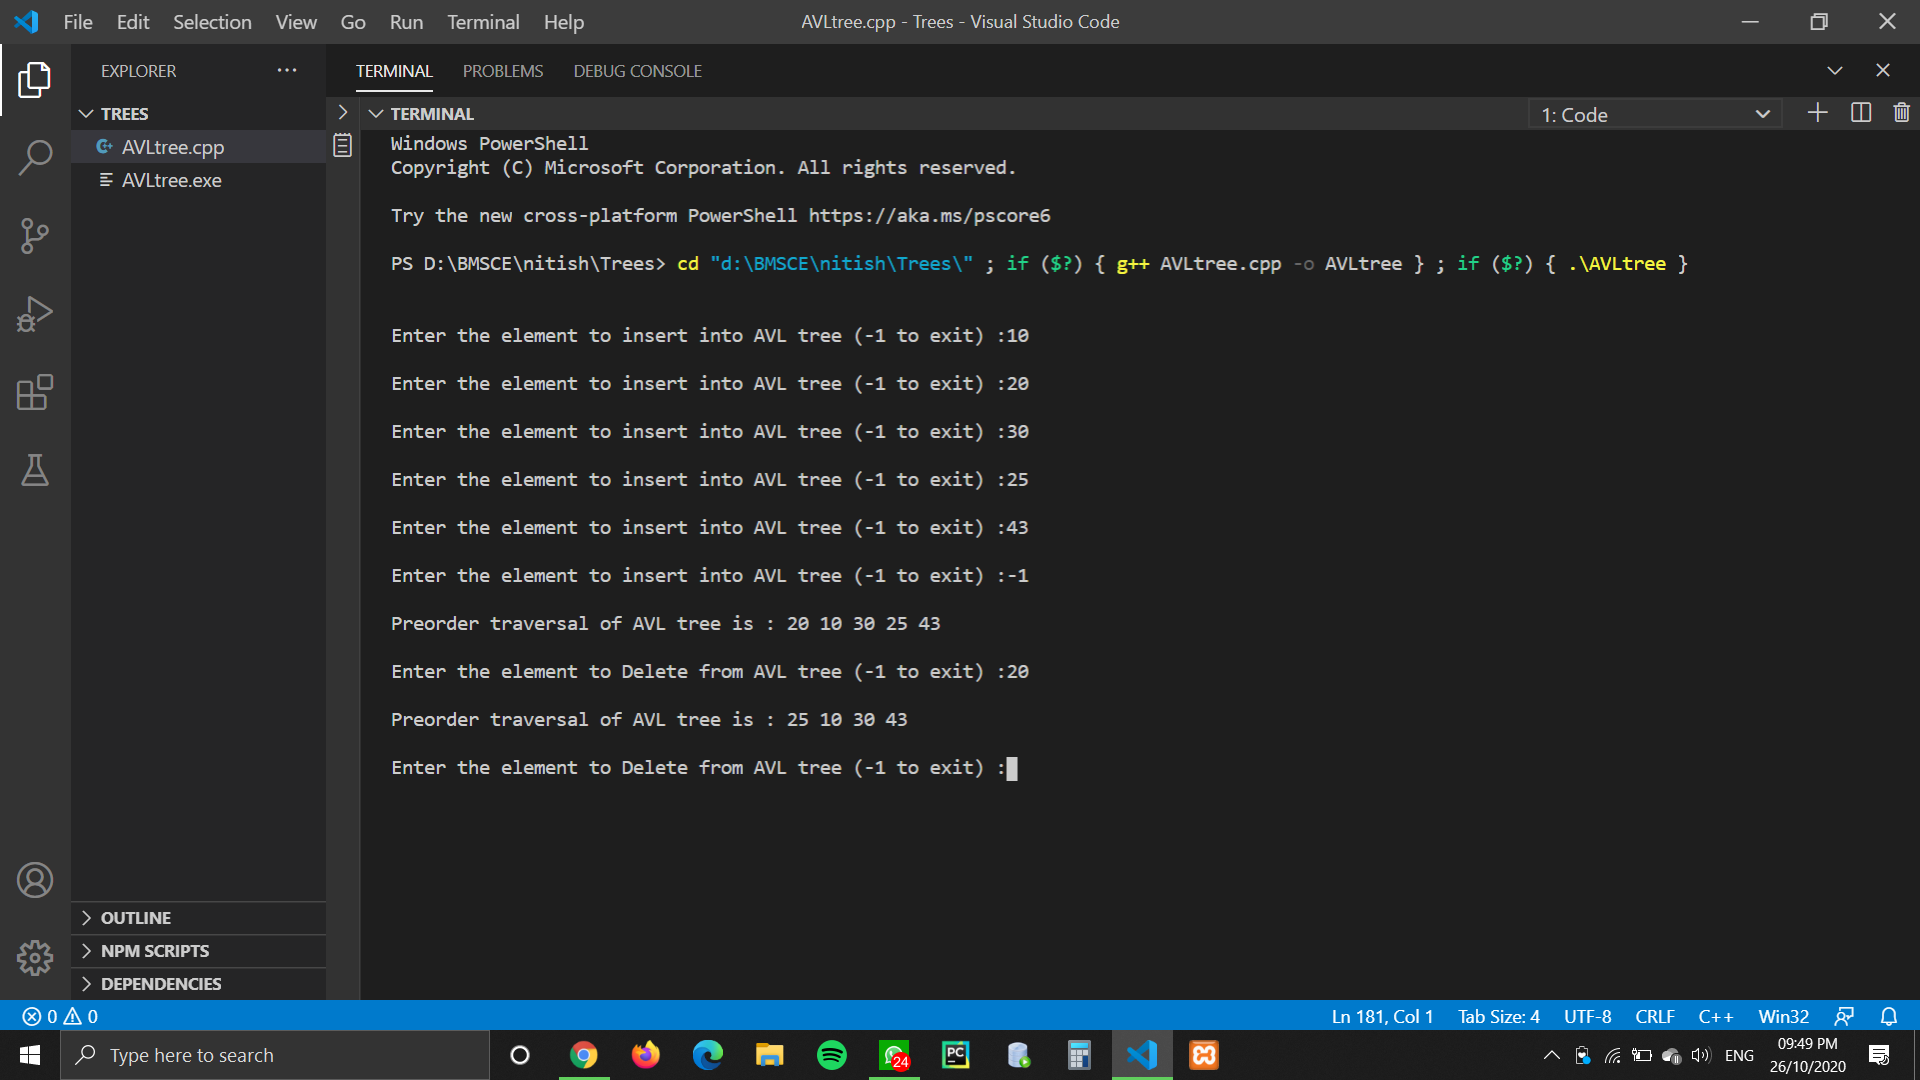 File Edit Selection View Go Run Terminal Help
AVLtree.cpp - Trees - Visual Studio Code
EXPLORER
TREES
AVLtree.cpp
AVLtree.exe
OUTLINE
NPM SCRIPTS
DEPENDENCIES
TERMINAL PROBLEMS DEBUG CONSOLE
TERMINAL
1: Code
Windows PowerShell
Copyright (C) Microsoft Corporation. All rights reserved.
Try the new cross-platform PowerShell https://aka.ms/pscore6
PS D:\BMSCE\nitish\Trees> cd "d:\BMSCE\nitish\Trees\" ; if ($?) { g++ AVLtree.cpp -o AVLtree } ; if ($?) { .\AVLtree }
Enter the element to insert into AVL tree (-1 to exit) :10
Enter the element to insert into AVL tree (-1 to exit) :20
Enter the element to insert into AVL tree (-1 to exit) :30
Enter the element to insert into AVL tree (-1 to exit) :25
Enter the element to insert into AVL tree (-1 to exit) :43
Enter the element to insert into AVL tree (-1 to exit) :-1
Preorder traversal of AVL tree is : 20 10 30 25 43
Enter the element to Delete from AVL tree (-1 to exit) :20
Preorder traversal of AVL tree is : 25 10 30 43
Enter the element to Delete from AVL tree (-1 to exit) :
0 0
Ln 181, Col 1 Tab Size: 4 UTF-8 CRLF C++ Win32
Type here to search
24
PC
ENG
09:49 PM
26/10/2020